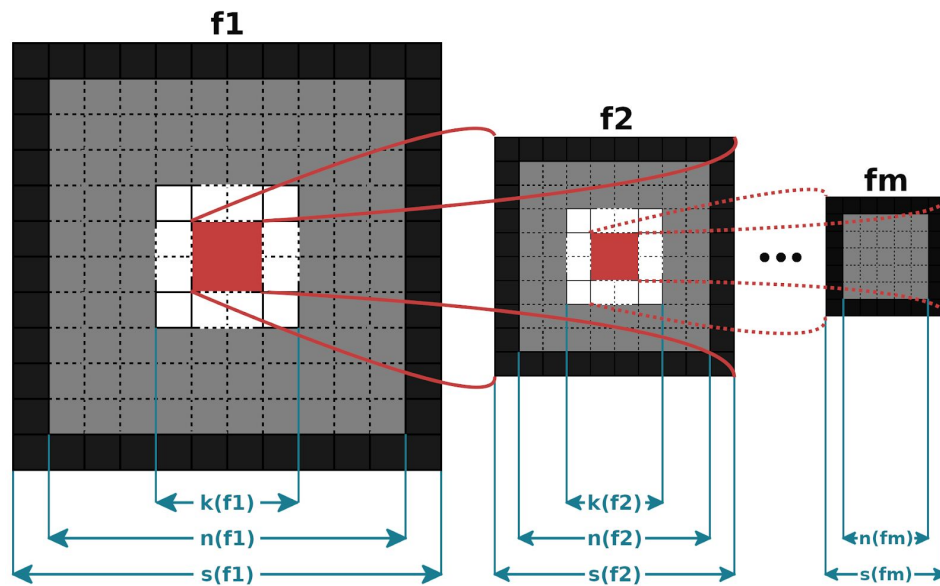 f1
f2
fm
•••
k(f1)
n(f1)
s(f1)
k(f2)
n(f2)
s(f2)
n(fm)
s(fm)